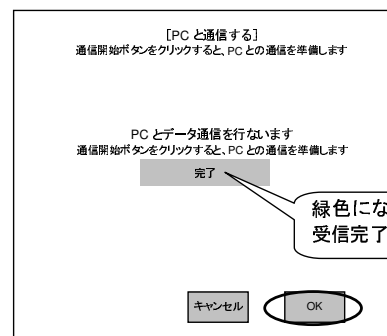 [PC と通信する]
通信開始ボタンをクリックすると、PC との通信を準備します
PC とデータ通信を行ないます
通信開始ボタンをクリックすると、PC との通信を準備します
完了
緑色にな
受信完了
キャンセル
OK